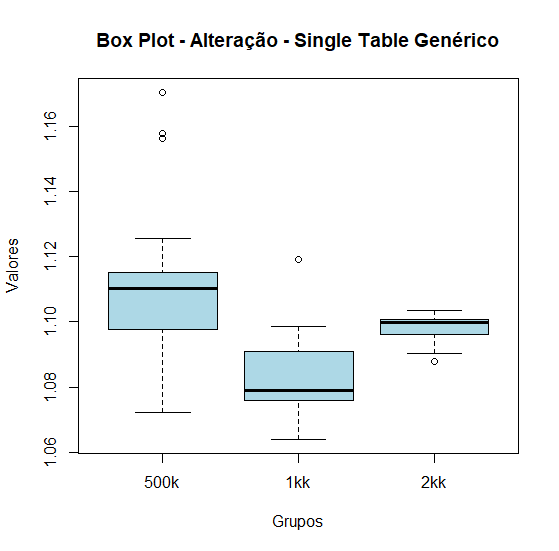 Box Plot - Alteração - Single Table Genérico
Valores
1.16
1.14
1.12
1.10
1.08
1.06
500k
1kk
2kk
Grupos